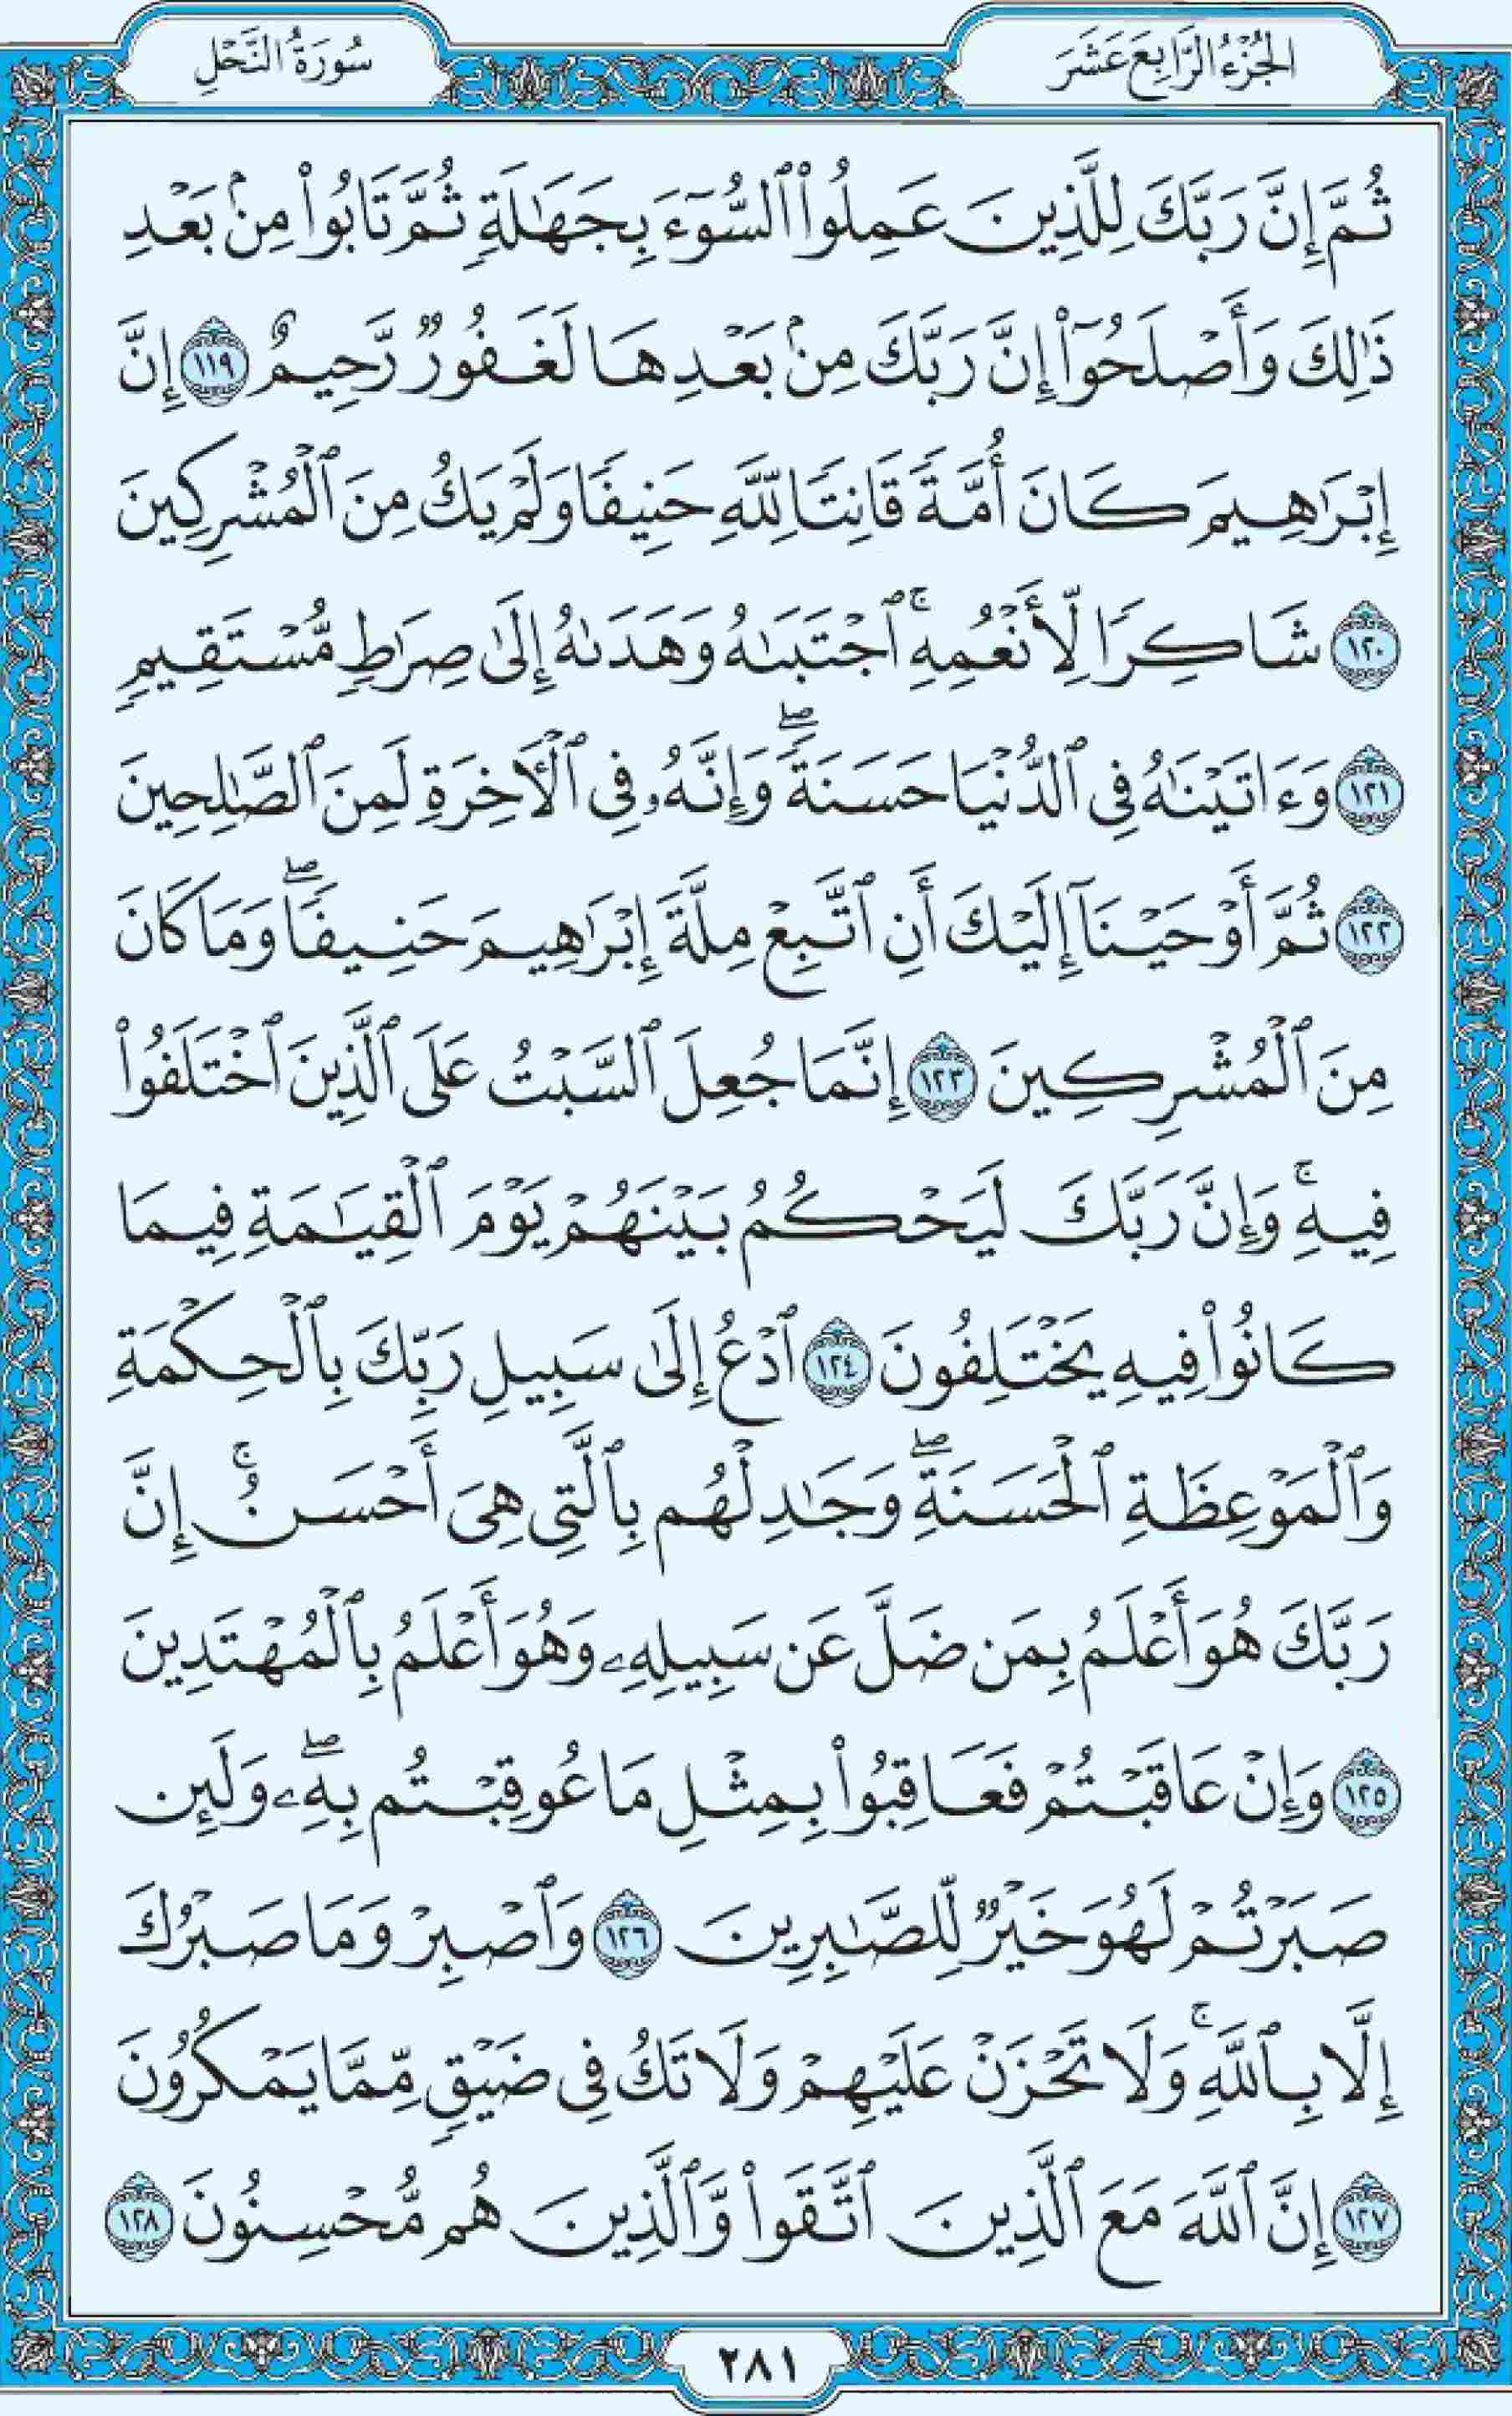 الجُزْءُ الرَّابِعَ عَشَرَ
سُورَةُ النَّحْلِ
ثُمَّ إِنَّ رَبَّكَ لِلَّذِينَ عَمِلُوا۟ ٱلسُّوٓءَ بِجَهَٰلَةٍ ثُمَّ تَابُوا۟ مِنۢ بَعْدِ
ذَٰلِكَ وَأَصْلَحُوٓا۟ إِنَّ رَبَّكَ مِنۢ بَعْدِهَا لَغَفُورٌ رَّحِيمٌ ١١٩ إِنَّ
إِبْرَٰهِيمَ كَانَ أُمَّةً قَانِتًا لِّلَّهِ حَنِيفًا وَلَمْ يَكُ مِنَ ٱلْمُشْرِكِينَ
١٢٠ شَاكِرًا لِّأَنْعُمِهِ ۚ ٱجْتَبَىٰهُ وَهَدَىٰهُ إِلَىٰ صِرَٰطٍ مُّسْتَقِيمٍ
١٢١ وَءَاتَيْنَٰهُ فِى ٱلدُّنْيَا حَسَنَةً ۖ وَإِنَّهُۥ فِى ٱلْءَاخِرَةِ لَمِنَ ٱلصَّٰلِحِينَ
١٢٢ ثُمَّ أَوْحَيْنَآ إِلَيْكَ أَنِ ٱتَّبِعْ مِلَّةَ إِبْرَٰهِيمَ حَنِيفًا ۖ وَمَا كَانَ
مِنَ ٱلْمُشْرِكِينَ ١٢٣ إِنَّمَا جُعِلَ ٱلسَّبْتُ عَلَى ٱلَّذِينَ ٱخْتَلَفُوا۟
فِيهِ ۚ وَإِنَّ رَبَّكَ لَيَحْكُمُ بَيْنَهُمْ يَوْمَ ٱلْقِيَٰمَةِ فِيمَا
كَانُوا۟ فِيهِ يَخْتَلِفُونَ ١٢٤ ٱدْعُ إِلَىٰ سَبِيلِ رَبِّكَ بِٱلْحِكْمَةِ
وَٱلْمَوْعِظَةِ ٱلْحَسَنَةِ ۖ وَجَٰدِلْهُم بِٱلَّتِى هِىَ أَحْسَنُ ۚ إِنَّ
رَبَّكَ هُوَ أَعْلَمُ بِمَن ضَلَّ عَن سَبِيلِهِۦ وَهُوَ أَعْلَمُ بِٱلْمُهْتَدِينَ
١٢٥ وَإِنْ عَاقَبْتُمْ فَعَاقِبُوا۟ بِمِثْلِ مَا عُوقِبْتُم بِهِۦ ۖ وَلَئِن
صَبَرْتُمْ لَهُوَ خَيْرٌ لِّلصَّٰبِرِينَ ١٢٦ وَٱصْبِرْ وَمَا صَبْرُكَ
إِلَّا بِٱللَّهِ ۚ وَلَا تَحْزَنْ عَلَيْهِمْ وَلَا تَكُ فِى ضَيْقٍ مِّمَّا يَمْكُرُونَ
١٢٧ إِنَّ ٱللَّهَ مَعَ ٱلَّذِينَ ٱتَّقَوا۟ وَّٱلَّذِينَ هُم مُّحْسِنُونَ ١٢٨
٢٨١